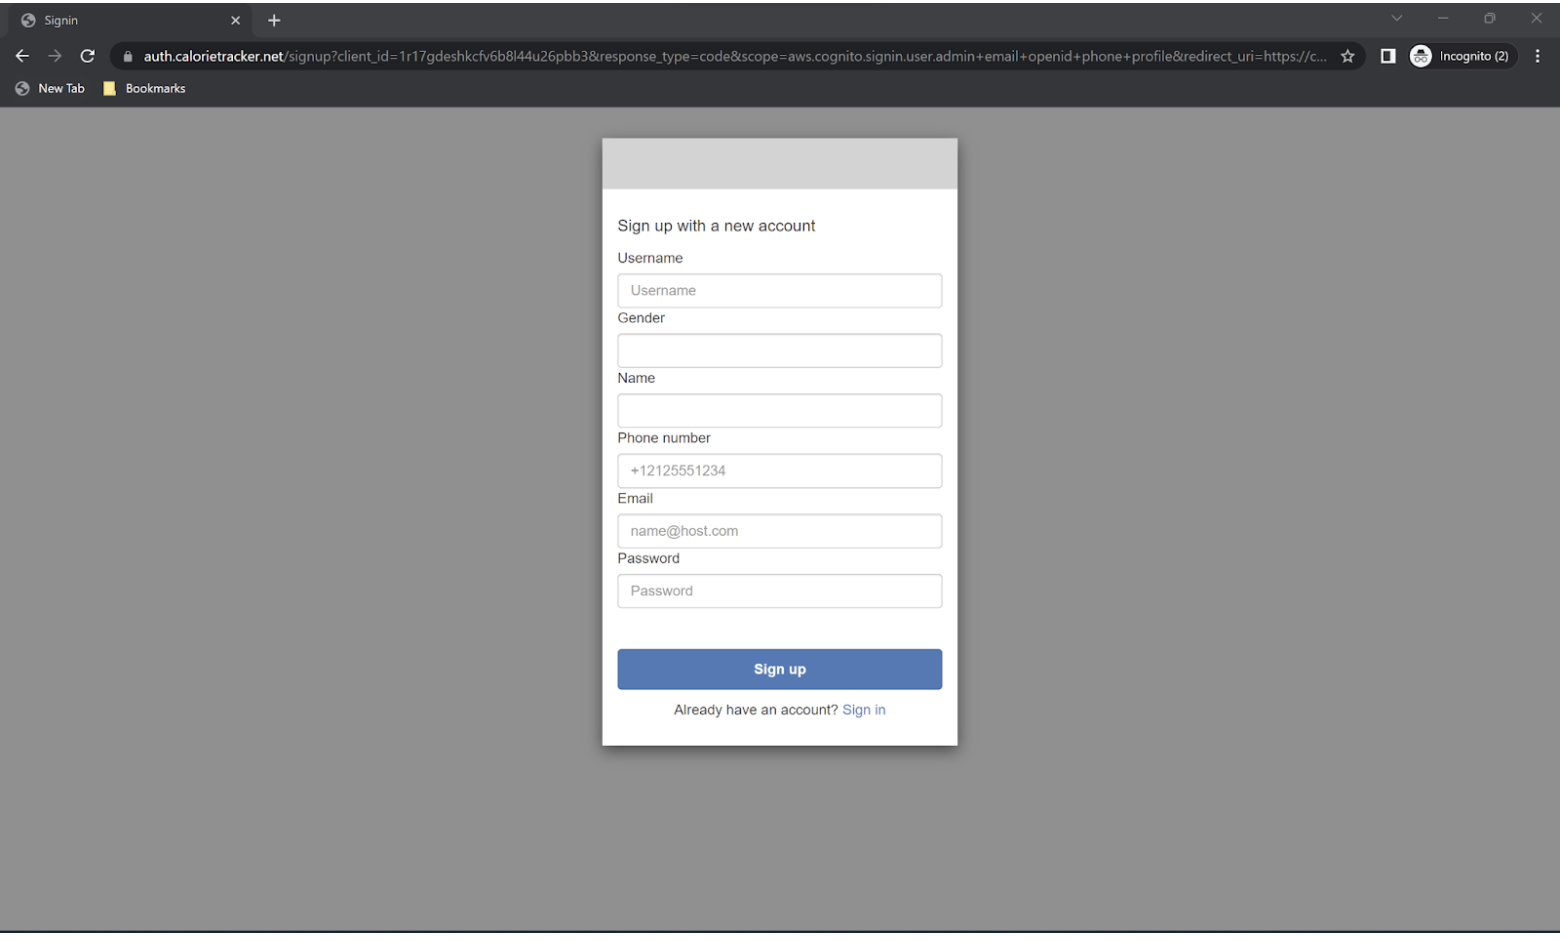 Signin
auth.calorietracker.net/signup?client_id=1r17gdeshkcfv6b8l44u26pbb3&response_type=code&scope=aws.cognito.signin.user.admin+email+openid+phone+profile&redirect_uri=https://c...
Incognito (2)
New Tab
Bookmarks
Sign up with a new account
Username
Username
Gender
Name
Phone number
+12125551234
Email
name@host.com
Password
Password
Sign up
Already have an account? Sign in